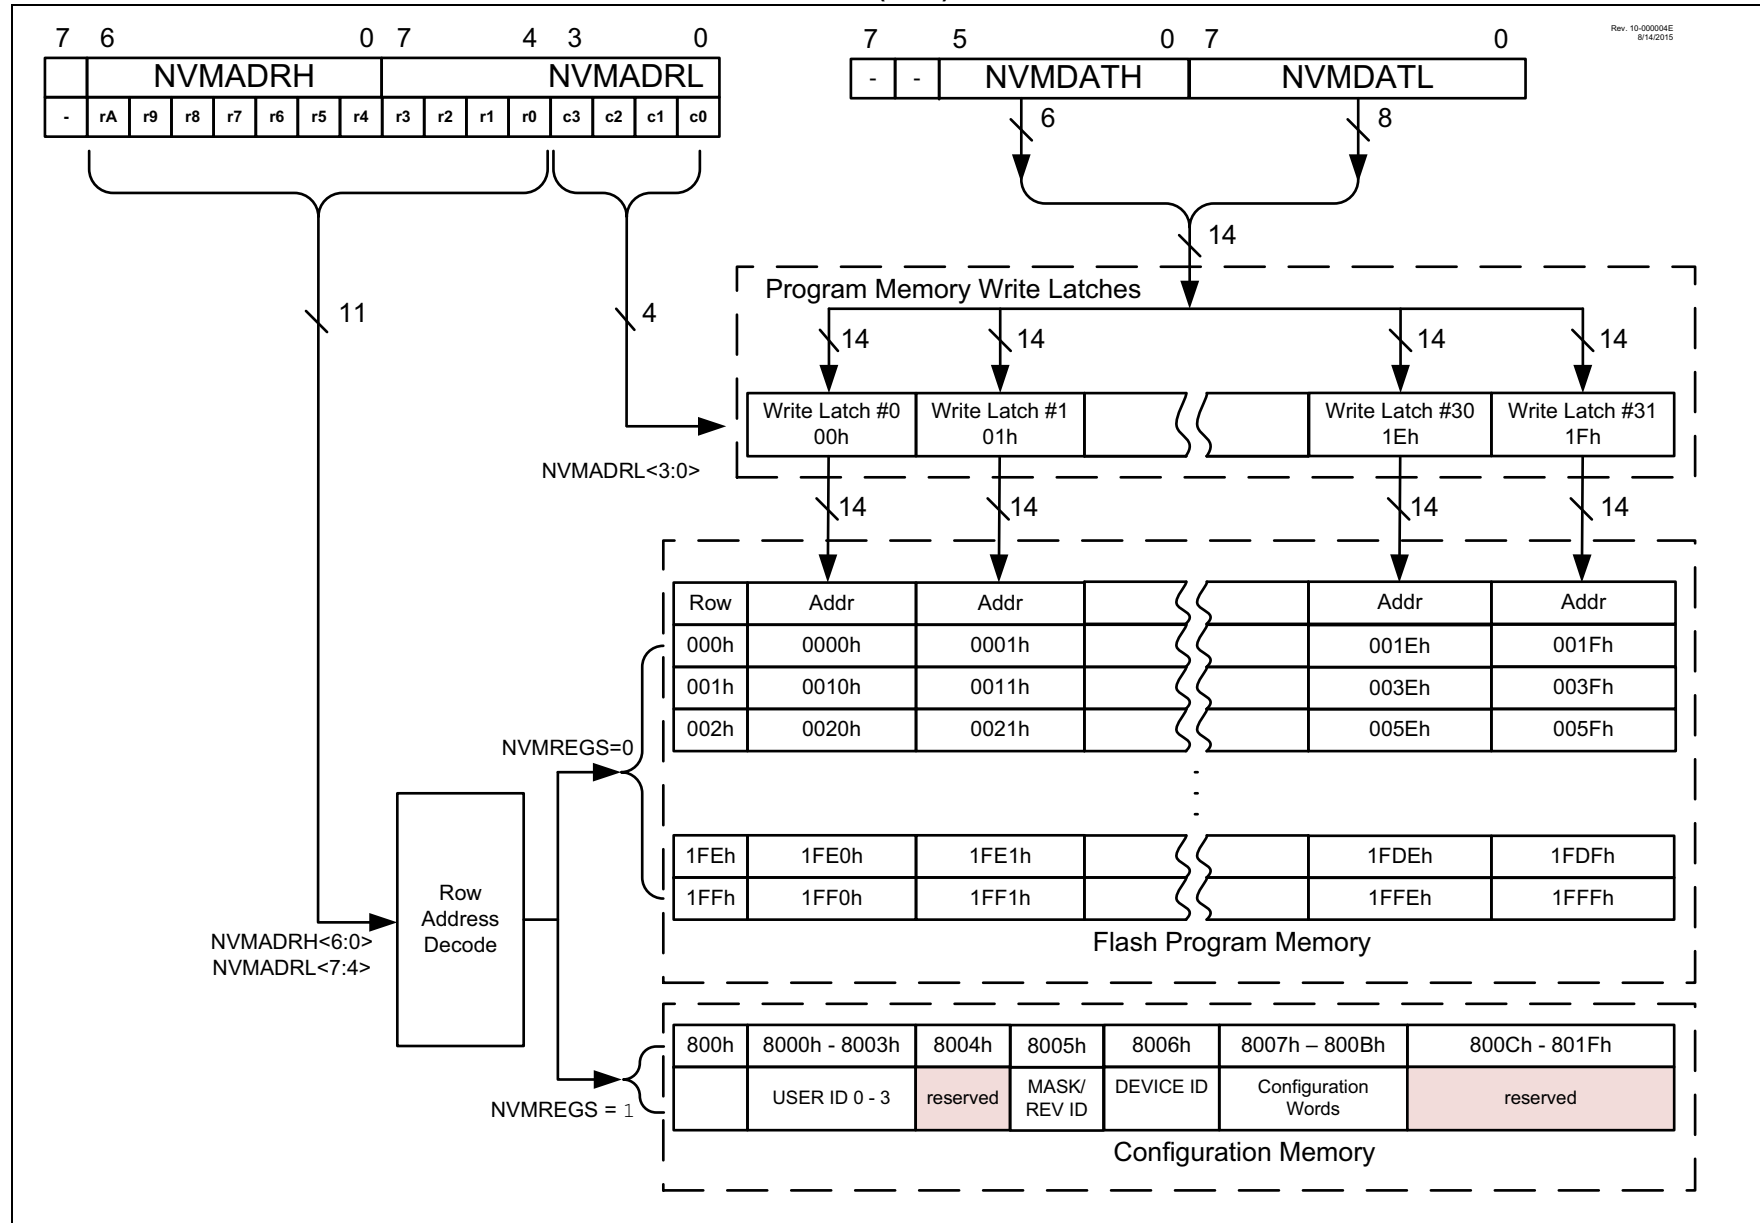 Rev. 10-000004E
8/14/2015
7 6 0 7 4 3 0
7 5 0 7 0
NVMADRH NVMADRL
- - NVMDATH NVMDATL
- rA r9 r8 r7 r6 r5 r4 r3 r2 r1 r0 c3 c2 c1 c0
6 8
14
11 4
Program Memory Write Latches
14 14 14 14
Write Latch #0 Write Latch #1 Write Latch #30 Write Latch #31
00h 01h 1Eh 1Fh
NVMADRL<3:0>
14 14 14 14
Row Addr Addr Addr Addr
000h 0000h 0001h 001Eh 001Fh
001h 0010h 0011h 003Eh 003Fh
002h 0020h 0021h 005Eh 005Fh
NVMREGS=0
1FEh 1FE0h 1FE1h 1FDEh 1FDFh
1FFh 1FF0h 1FF1h 1FFEh 1FFFh
Row
Address
Decode
NVMADRH<6:0>
NVMADRL<7:4>
Flash Program Memory
800h 8000h - 8003h 8004h 8005h 8006h 8007h – 800Bh 800Ch - 801Fh
USER ID 0 - 3 reserved MASK/ DEVICE ID Configuration reserved
REV ID Words
NVMREGS = 1
Configuration Memory